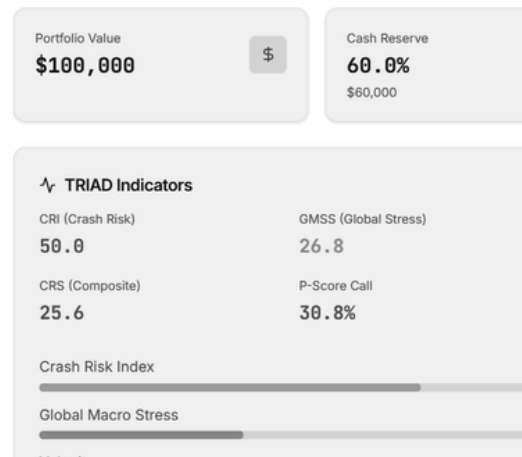 Portfolio Value
$100,000
$
Cash Reserve
60.0%
$60,000
TRIAD Indicators
CRI (Crash Risk)
50.0
GMSS (Global Stress)
26.8
CRS (Composite)
25.6
P-Score Call
30.8%
Crash Risk Index
Global Macro Stress